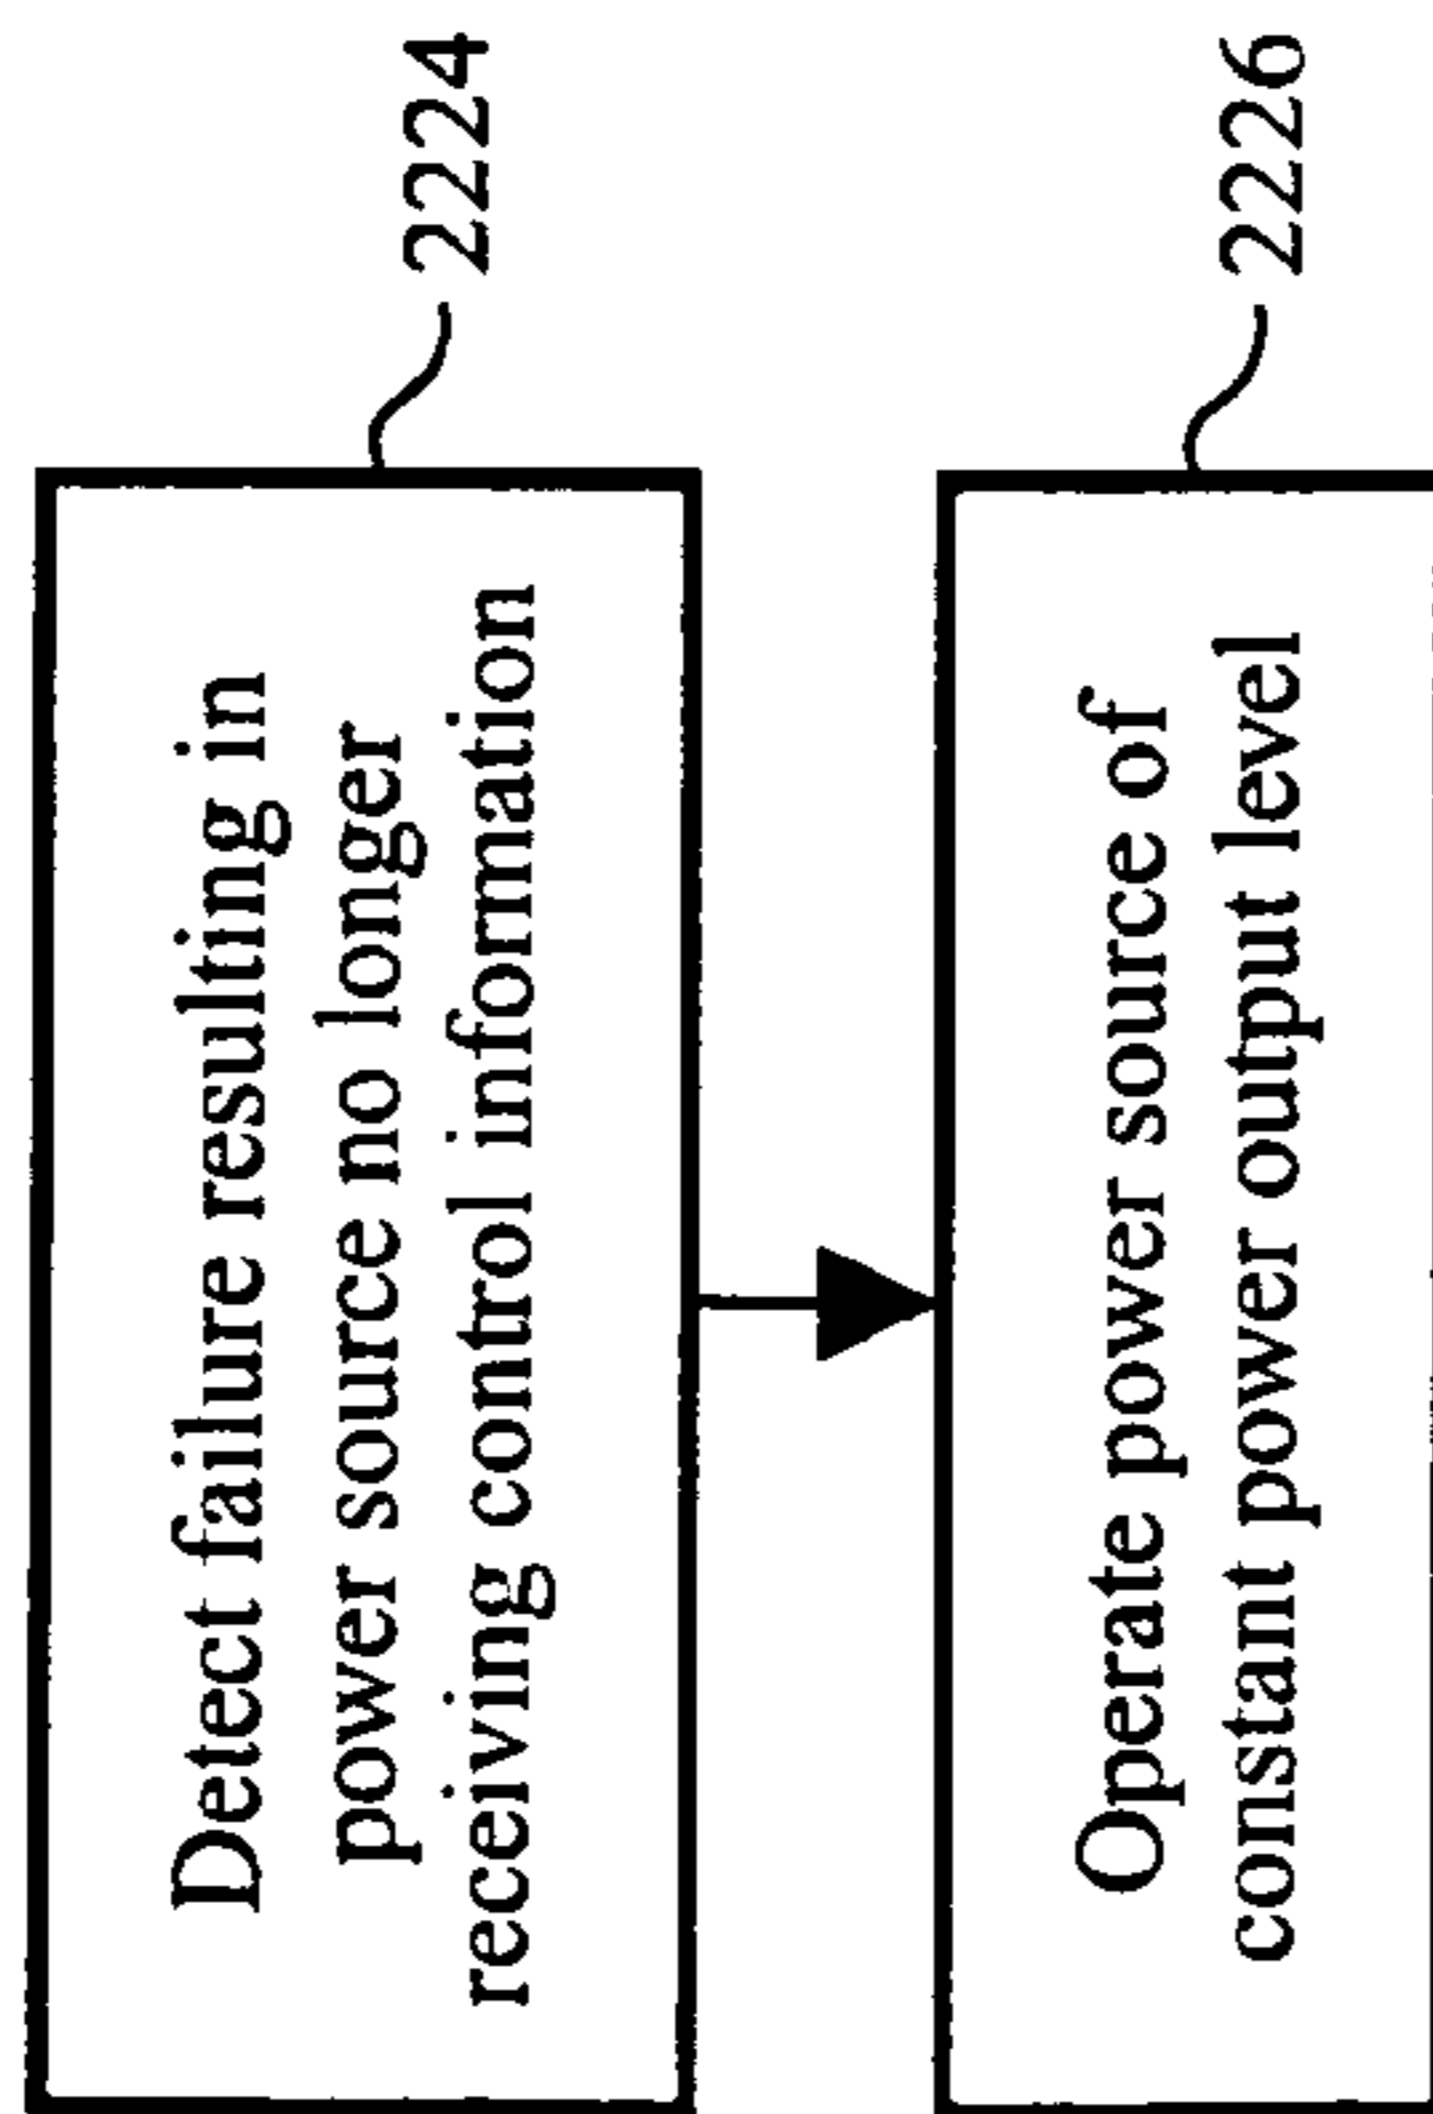 Detect failure resulting in
power source no longer
receiving control information
2224
Operate power source of
constant power output level
2226